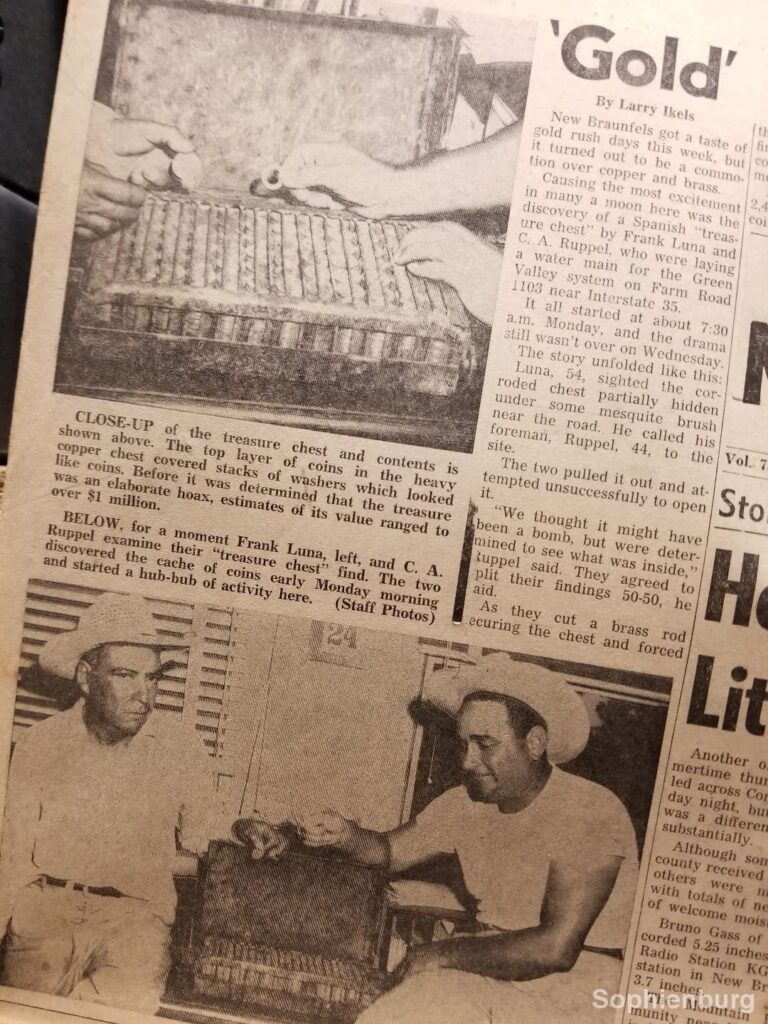 'Gold'
By Larry Ikels
New Braunfels got a taste of
gold rush days this week, but
it turned out to be a commo-
tion over copper and brass.
Causing the most excitement
in many a moon here was the
discovery of a Spanish "treas-
ure chest" by Frank Luna and
C. A. Ruppel, who were laying
a water main for the Green
Valley system on Farm Road
1103 near Interstate 35.
It all started at about 7:30
a.m. Monday, and the drama
still wasn't over on Wednesday.
The story unfolded like this:
Luna, 54, sighted the cor-
roded chest partially hidden
under some mesquite brush
near the road. He called his
foreman, Ruppel, 44, to the
site.
The two pulled it out and at-
tempted unsuccessfully to open
it.
"We thought it might have
been a bomb, but were deter-
mined to see what was inside,"
Ruppel said. They agreed to
split their findings 50-50, he
said.
As they cut a brass rod
securing the chest and forced
CLOSE-UP of the treasure chest and contents is
shown above. The top layer of coins in the heavy
copper chest covered stacks of washers which looked
like coins. Before it was determined that the treasure
was an elaborate hoax, estimates of its value ranged to
over $1 million.
BELOW, for a moment Frank Luna, left, and C. A.
Ruppel examine their "treasure chest" find. The two
discovered the cache of coins early Monday morning
and started a hub-bub of activity here. (Staff Photos)
24
2,4
coi
Vol. 7
Sto
He
Lit
Another o
mertime thu
led across Co
day night, bu
was a differen
substantially.
Although som
county received
others were
with totals of ne
of welcome mois
Bruno Gass of
corded 5.25 inches
Radio Station KG
station in New Br
3.7 inches
The Mountain
munity nea
Sophienburg